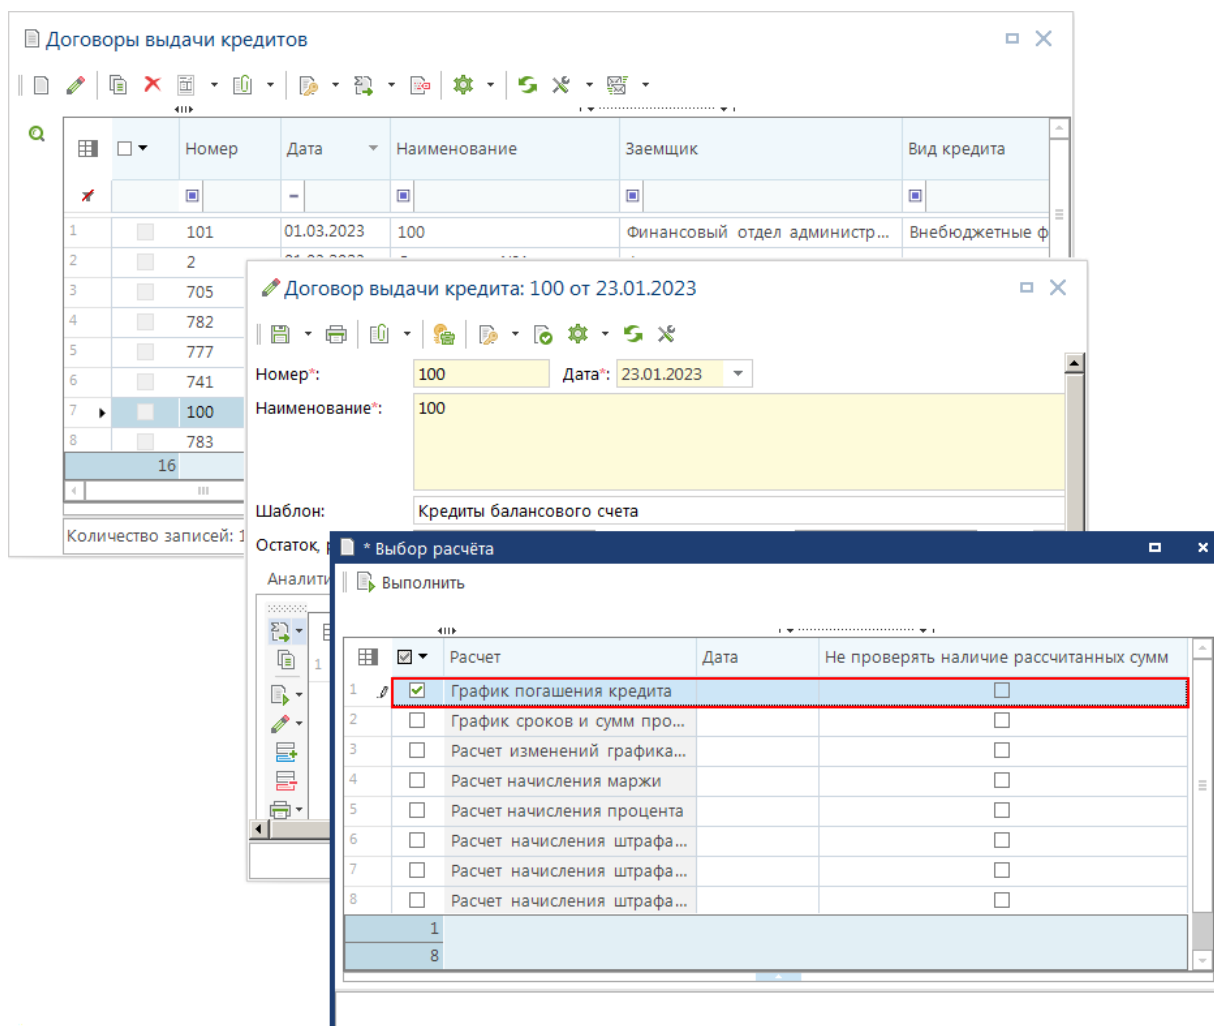 Договоры выдачи кредитов
Номер Дата Наименование Заемщик Вид кредита
1 101 01.03.2023 100 Финансовый отдел администр... Внебюджетные ф
2 2
3 705
4 782
5 777
6 741
7 100
8 783
16
Количество записей: 1
Договор выдачи кредита: 100 от 23.01.2023
Номер*: 100 Дата*: 23.01.2023
Наименование*: 100
Шаблон: Кредиты балансового счета
Остаток,
Аналити
1
* Выбор расчёта
Выполнить
Расчет Дата Не проверять наличие рассчитанных сумм
1 График погашения кредита
2 График сроков и сумм про...
3 Расчет изменений графика...
4 Расчет начисления маржи
5 Расчет начисления процента
6 Расчет начисления штрафа...
7 Расчет начисления штрафа...
8 Расчет начисления штрафа...
1
8